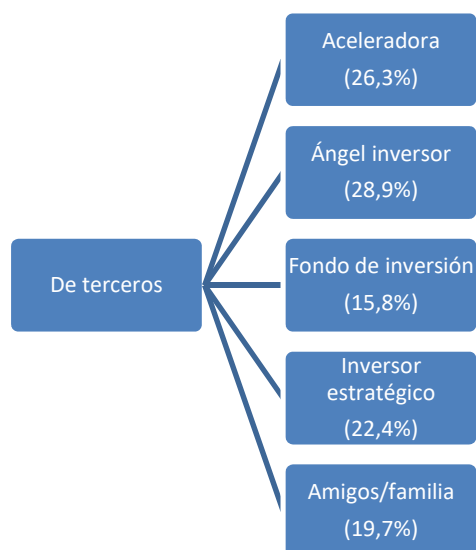 Aceleradora
(26,3%)
Ángel inversor
(28,9%)
De terceros
Fondo de inversión
(15,8%)
Inversor
estratégico
(22,4%)
Amigos/familia
(19,7%)